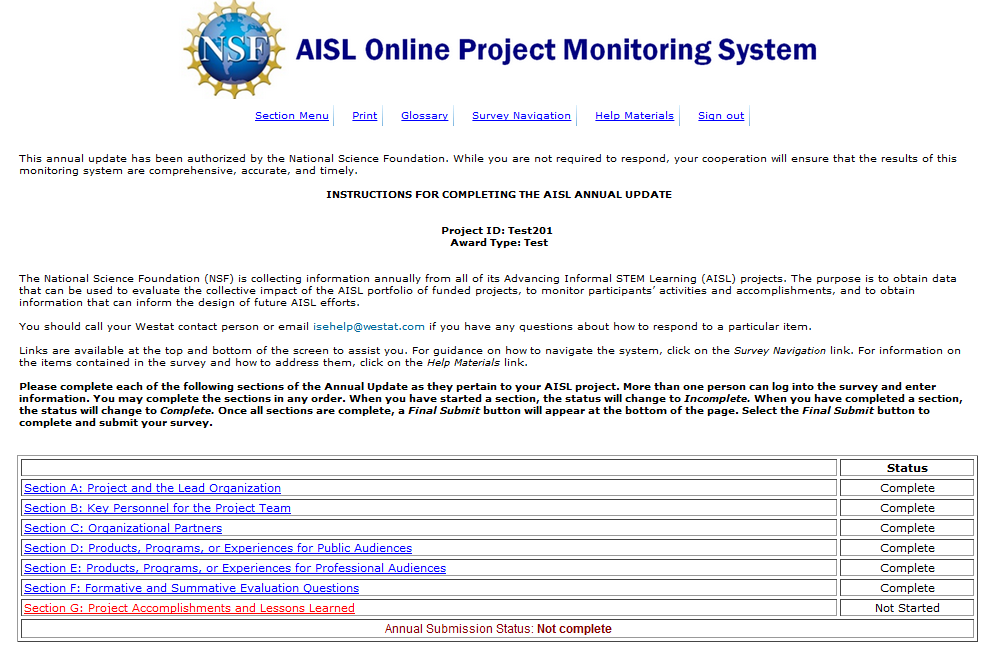 NSF AISL Online Project Monitoring System
Section Menu Print Glossary Survey Navigation Help Materials Sign out
This annual update has been authorized by the National Science Foundation. While you are not required to respond, your cooperation will ensure that the results of this
monitoring system are comprehensive, accurate, and timely.
INSTRUCTIONS FOR COMPLETING THE AISL ANNUAL UPDATE
Project ID: Test201
Award Type: Test
The National Science Foundation (NSF) is collecting information annually from all of its Advancing Informal STEM Learning (AISL) projects. The purpose is to obtain data
that can be used to evaluate the collective impact of the AISL portfolio of funded projects, to monitor participants’ activities and accomplishments, and to obtain
information that can inform the design of future AISL efforts.
You should call your Westat contact person or email isehelp@westat.com if you have any questions about how to respond to a particular item.
Links are available at the top and bottom of the screen to assist you. For guidance on how to navigate the system, click on the Survey Navigation link. For information on
the items contained in the survey and how to address them, click on the Help Materials link.
Please complete each of the following sections of the Annual Update as they pertain to your AISL project. More than one person can log into the survey and enter
information. You may complete the sections in any order. When you have started a section, the status will change to Incomplete. When you have completed a section,
the status will change to Complete. Once all sections are complete, a Final Submit button will appear at the bottom of the page. Select the Final Submit button to
complete and submit your survey.
Status
Section A: Project and the Lead Organization Complete
Section B: Key Personnel for the Project Team Complete
Section C: Organizational Partners Complete
Section D: Products, Programs, or Experiences for Public Audiences Complete
Section E: Products, Programs, or Experiences for Professional Audiences Complete
Section F: Formative and Summative Evaluation Questions Complete
Section G: Project Accomplishments and Lessons Learned Not Started
Annual Submission Status: Not complete